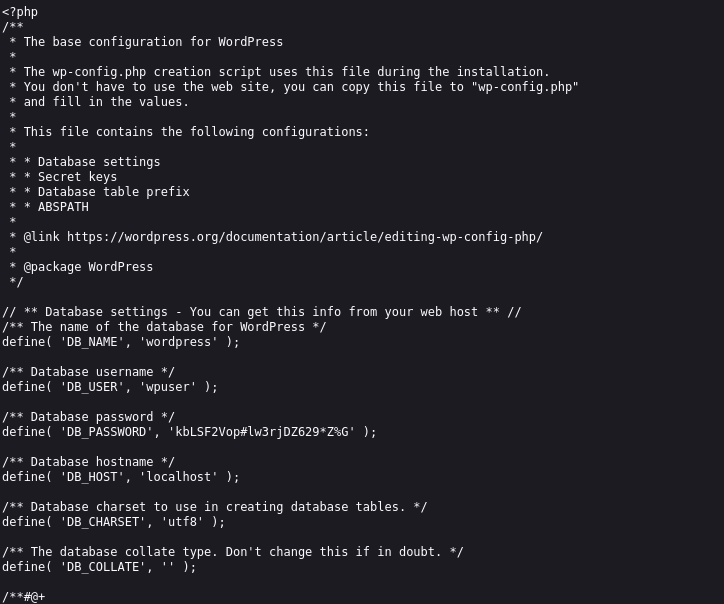 <?php
/**
 * The base configuration for WordPress
 *
 * The wp-config.php creation script uses this file during the installation.
 * You don't have to use the web site, you can copy this file to "wp-config.php"
 * and fill in the values.
 *
 * This file contains the following configurations:
 *
 * * Database settings
 * * Secret keys
 * * Database table prefix
 * * ABSPATH
 *
 * @link https://wordpress.org/documentation/article/editing-wp-config-php/
 *
 * @package WordPress
 */

// ** Database settings - You can get this info from your web host ** //
/** The name of the database for WordPress */
define( 'DB_NAME', 'wordpress' );

/** Database username */
define( 'DB_USER', 'wpuser' );

/** Database password */
define( 'DB_PASSWORD', 'kbLSF2Vop#lw3rjDZ629*Z%G' );

/** Database hostname */
define( 'DB_HOST', 'localhost' );

/** Database charset to use in creating database tables. */
define( 'DB_CHARSET', 'utf8' );

/** The database collate type. Don't change this if in doubt. */
define( 'DB_COLLATE', '' );

/**#@+